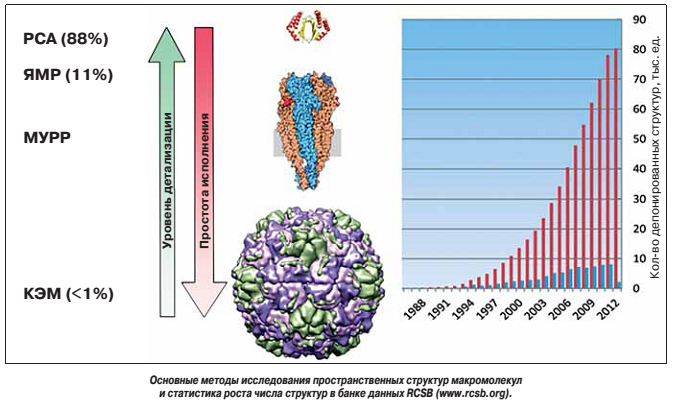 РСА (88%)
ЯМР (11%)
МУРР
КЭМ (<1%)
Уровень детализации
Простота исполнения
90
80
70
60
50
40
30
20
10
0
Кол-во депонированных структур, тыс. ед.
1988
1991
1994
1997
2000
2003
2006
2009
2012
Основные методы исследования пространственных структур макромолекул
и статистика роста числа структур в банке данных RCSB (www.rcsb.org).